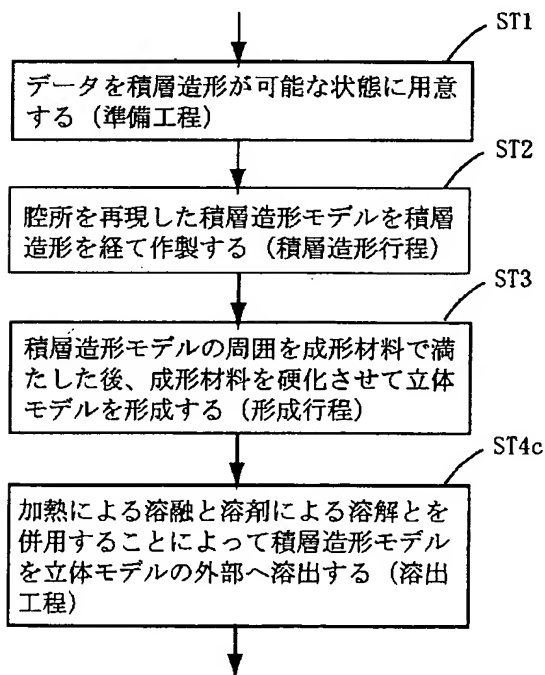 ST1
データを積層造形が可能な状態に用意
する（準備工程）
ST2
腔所を再現した積層造形モデルを積層
造形を経て作製する（積層造形行程）
ST3
積層造形モデルの周囲を成形材料で満
たした後、成形材料を硬化させて立体
モデルを形成する（形成行程）
ST4c
加熱による溶融と溶剤による溶解とを
併用することによって積層造形モデル
を立体モデルの外部へ溶出する（溶出
工程）